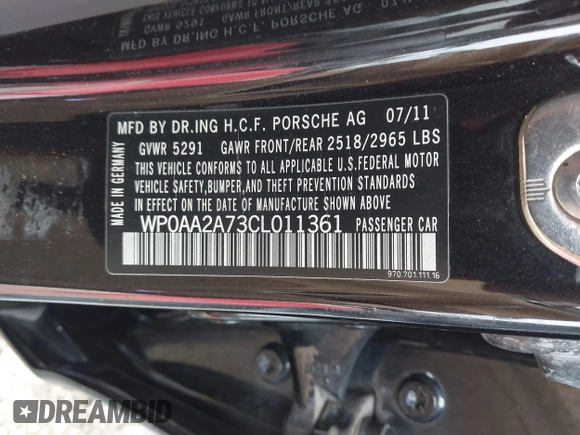 MFD BY DR.ING H.C.F. PORSCHE AG 07/11
GVWR 5291 GAWR FRONT/REAR 2518/2965 LBS
THIS VEHICLE CONFORMS TO ALL APPLICABLE U.S.FEDERAL MOTOR
VEHICLE SAFETY,BUMPER,AND THEFT PREVENTION STANDARDS
IN EFFECT ON THE DATE OF MANUFACTURE SHOWN ABOVE.
WP0AA2A73CL011361 PASSENGER CAR
MADE IN GERMANY
970.701.111.16
DREAMBID